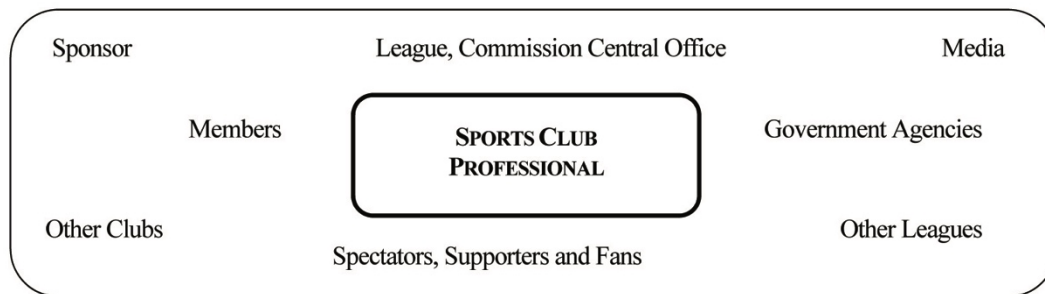 Sponsor League, Commission Central Office Media
Members SPORTS CLUB Government Agencies
PROFESSIONAL
Other Clubs Other Leagues
Spectators, Supporters and Fans